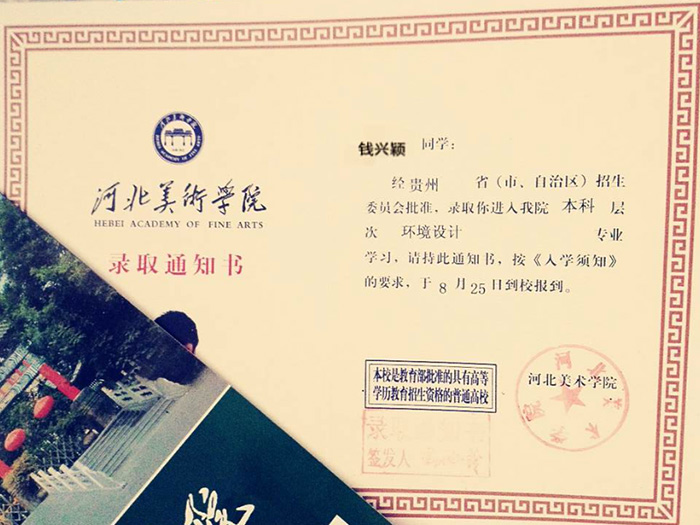 河北美術学院
HEBEI ACADEMY OF FINE ARTS
录取通知书
钱兴颖 同学：
经 贵州 省（市、自治区）招生
委员会批准，录取你进入我院 本科 层
次 环境设计 专业
学习，请持此通知书，按《入学须知》
的要求，于 8 月 25 日到校报到。
本校是教育部批准的具有高等
学历教育招生资格的普通高校
河北美术学院
录取
签发人